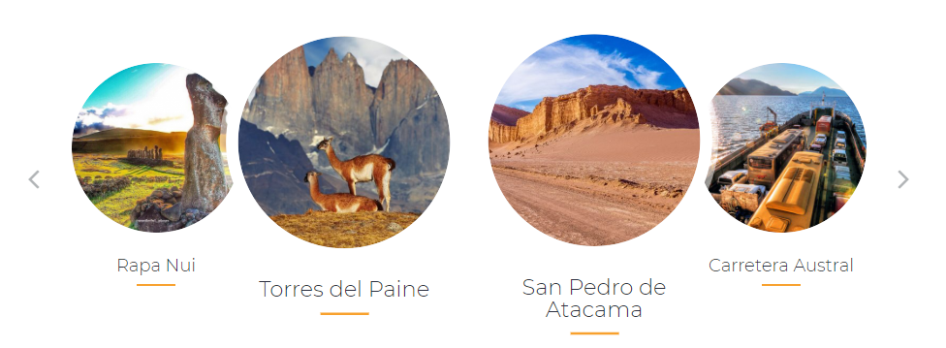 Rapa Nui
Torres del Paine
San Pedro de
Atacama
Carretera Austral